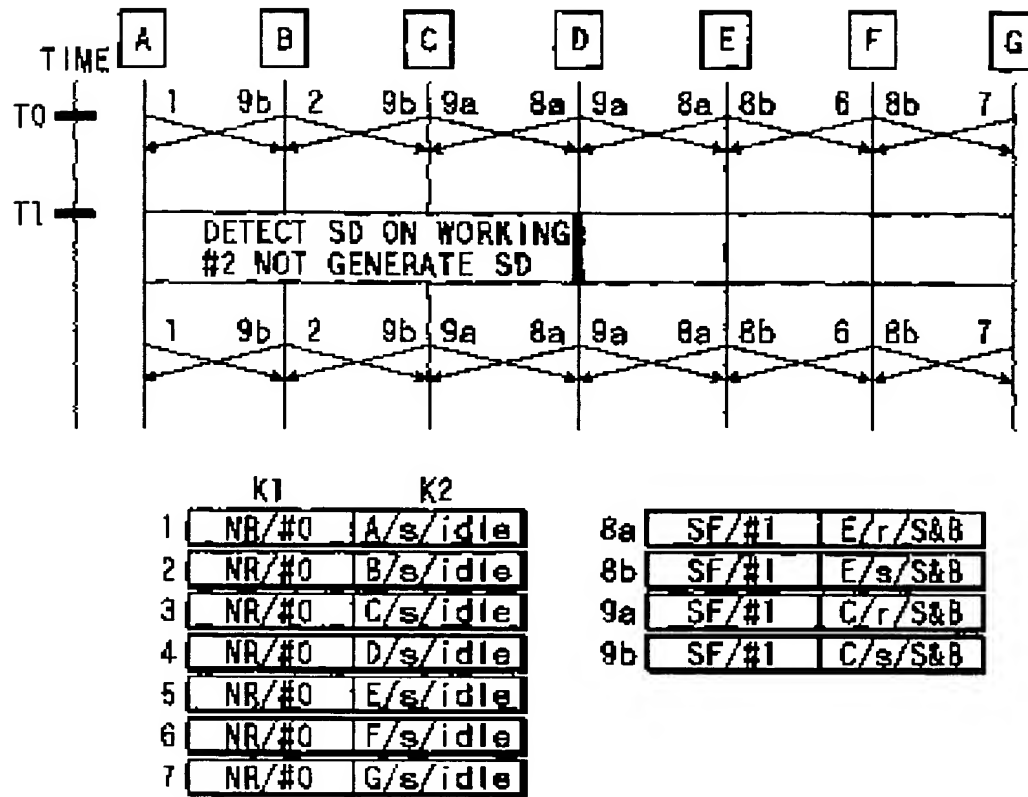 A B C D E F G
TIME
T0 1 9b 2 9b 9a 8a 9a 8a 8b 6 8b 7
T1
DETECT SD ON WORKING
#2 NOT GENERATE SD
1 9b 2 9b 9a 8a 9a 8a 8b 6 8b 7
K1 K2
1 NR/#0 A/s/idle
2 NR/#0 B/s/idle
3 NR/#0 C/s/idle
4 NR/#0 D/s/idle
5 NR/#0 E/s/idle
6 NR/#0 F/s/idle
7 NR/#0 G/s/idle
8a SF/#1 E/r/S&B
8b SF/#1 E/s/S&B
9a SF/#1 C/r/S&B
9b SF/#1 C/s/S&B